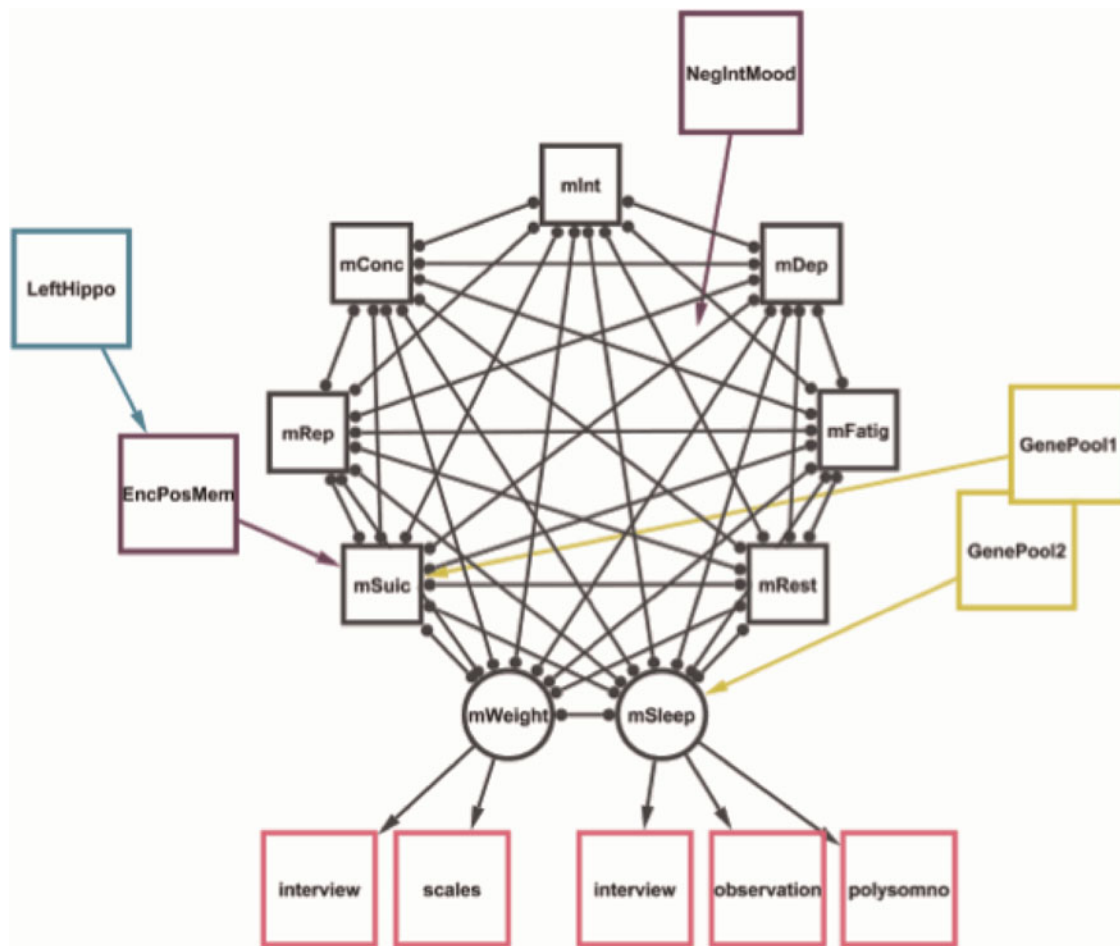 NegIntMood
mInt
mConc
mDep
LeftHippo
mRep
mFatig
GenePool1
EncPosMem
GenePool2
mSuic
mRest
mWeight
mSleep
interview
scales
interview
observation
polysomno